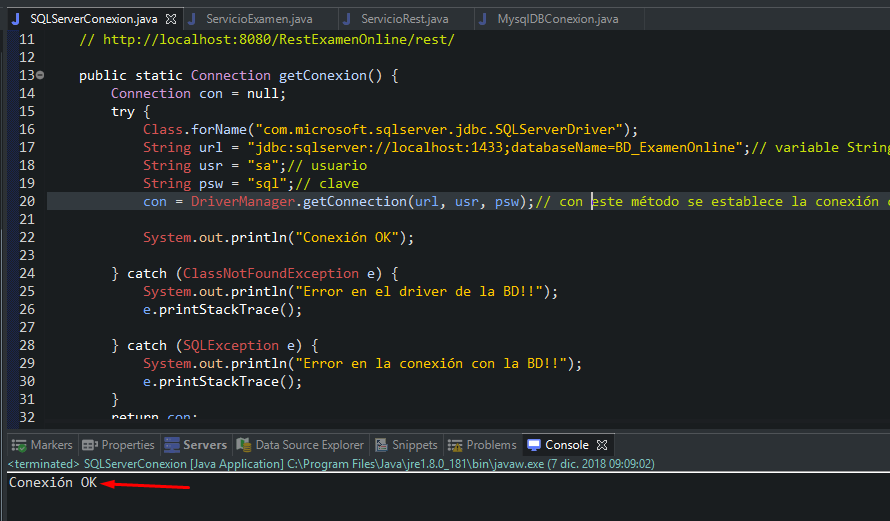 SQLServerConexion.java ServicioExamen.java ServicioRest.java MysqlDBConexion.java
11 // http://localhost:8080/RestExamenOnline/rest/
12
13 public static Connection getConexion() {
14 Connection con = null;
15 try {
16 Class.forName("com.microsoft.sqlserver.jdbc.SQLServerDriver");
17 String url = "jdbc:sqlserver://localhost:1433;databaseName=BD_ExamenOnline";// variable String
18 String usr = "sa";// usuario
19 String psw = "sql";// clave
20 con = DriverManager.getConnection(url, usr, psw);// con este método se establece la conexión
21
22 System.out.println("Conexión OK");
23
24 } catch (ClassNotFoundException e) {
25 System.out.println("Error en el driver de la BD!!");
26 e.printStackTrace();
27
28 } catch (SQLException e) {
29 System.out.println("Error en la conexión con la BD!!");
30 e.printStackTrace();
31 }
32 return con;
Markers Properties Servers Data Source Explorer Snippets Problems Console
<terminated> SQLServerConexion [Java Application] C:\Program Files\Java\jre1.8.0_181\bin\javaw.exe (7 dic. 2018 09:09:02)
Conexión OK